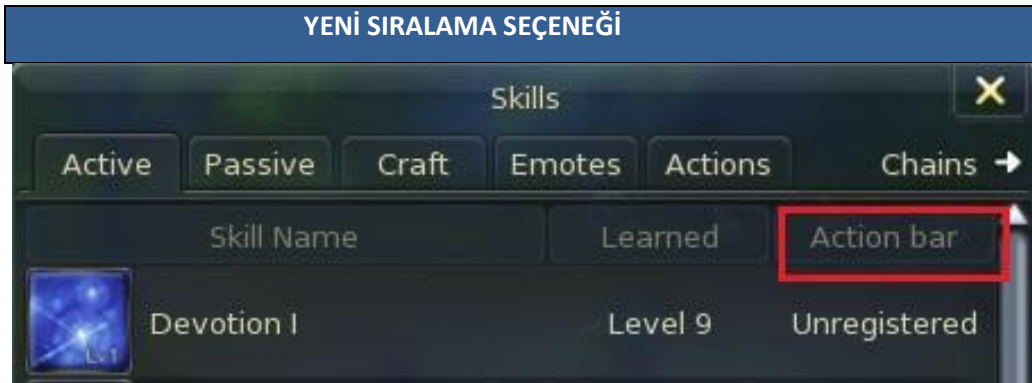 YENİ SIRALAMA SEÇENEĞİ
Skills
Active Passive Craft Emotes Actions Chains
Skill Name Learned Action bar
Devotion I Level 9 Unregistered
Lv1